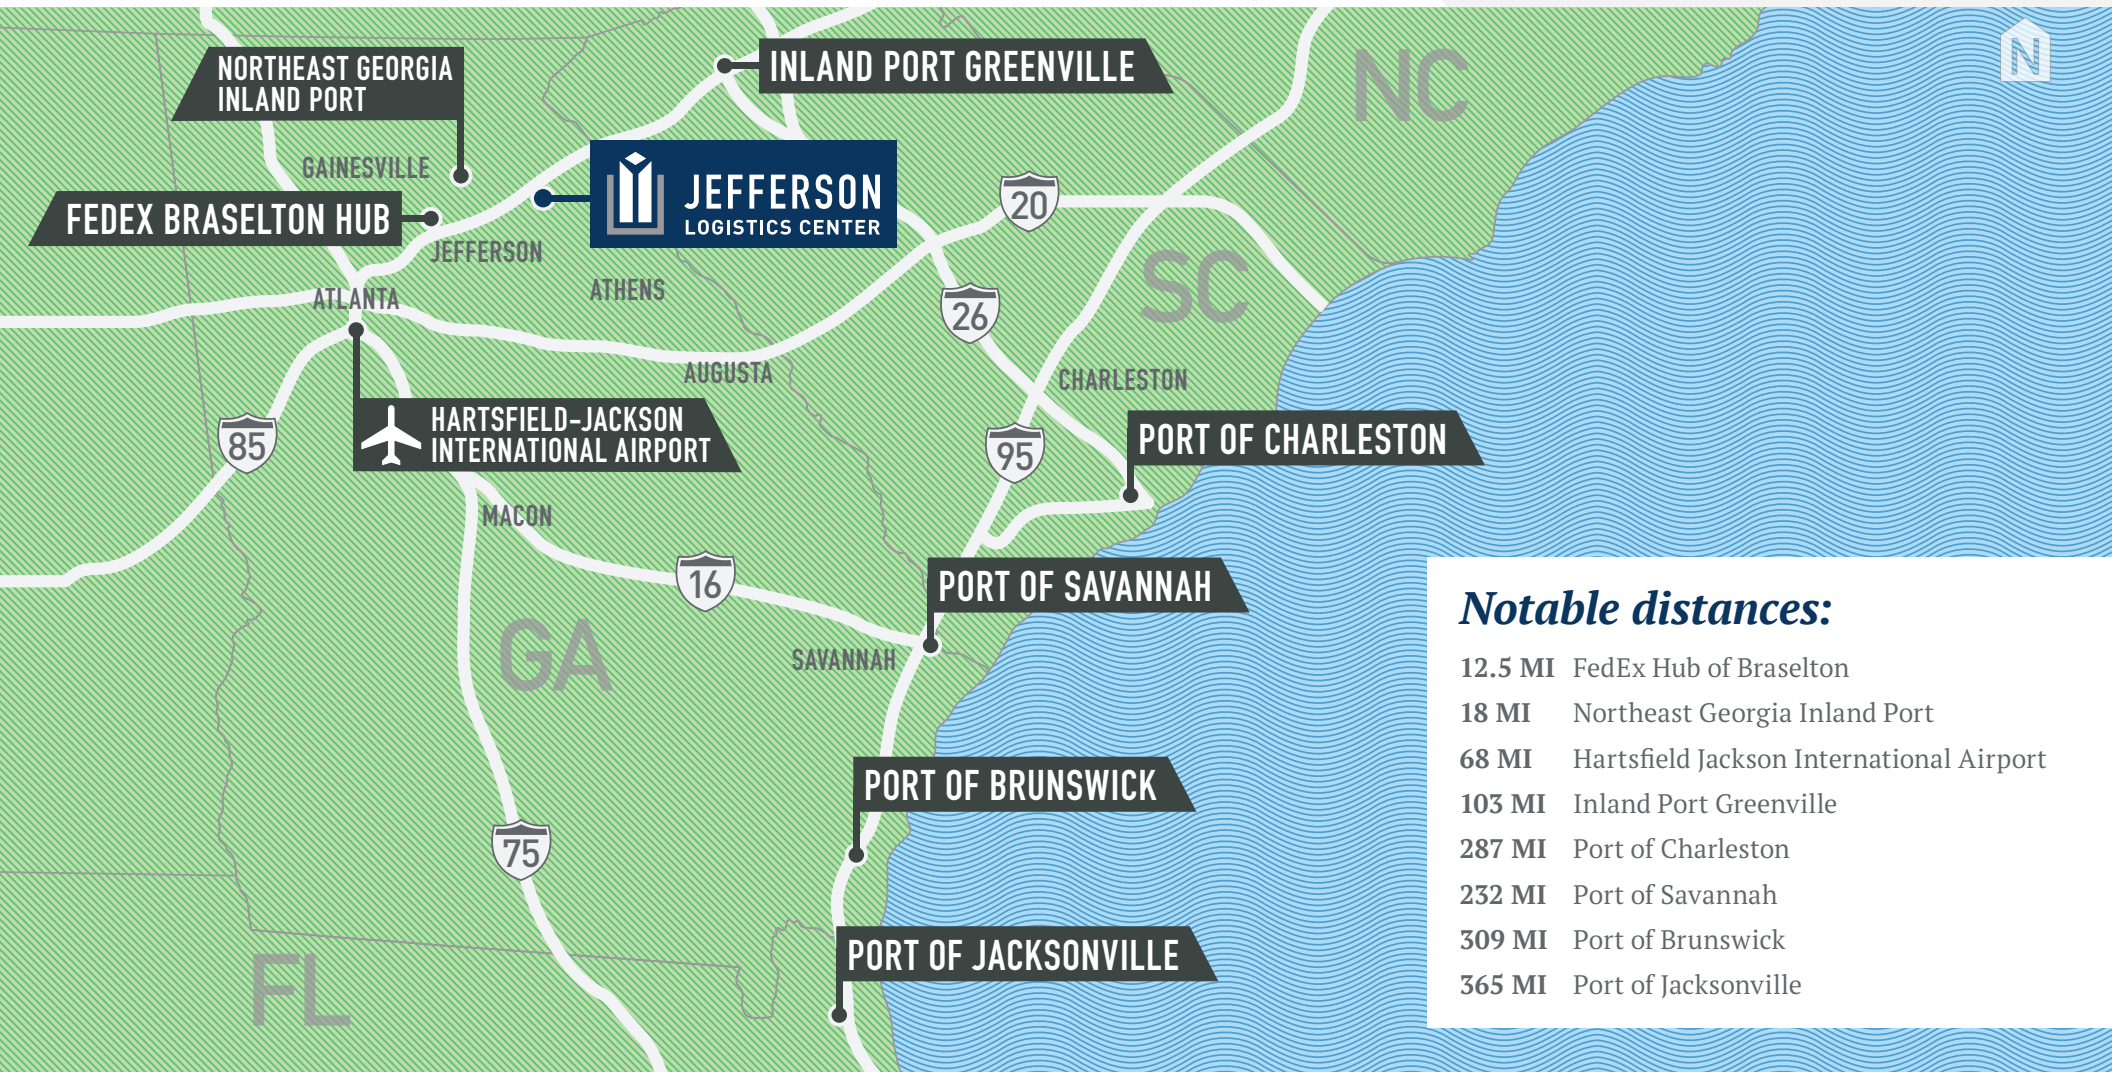 N
NC
NORTHEAST GEORGIA
INLAND PORT
INLAND PORT GREENVILLE
GAINESVILLE
FEDEX BRASELTON HUB
JEFFERSON
LOGISTICS CENTER
20
JEFFERSON
SC
ATHENS
ATLANTA
26
AUGUSTA
CHARLESTON
HARTSFIELD-JACKSON
INTERNATIONAL AIRPORT
85
95
PORT OF CHARLESTON
MACON
16
PORT OF SAVANNAH
GA
SAVANNAH
PORT OF BRUNSWICK
75
PORT OF JACKSONVILLE
FL
Notable distances:
12.5 MI FedEx Hub of Braselton
18 MI Northeast Georgia Inland Port
68 MI Hartsfield Jackson International Airport
103 MI Inland Port Greenville
287 MI Port of Charleston
232 MI Port of Savannah
309 MI Port of Brunswick
365 MI Port of Jacksonville